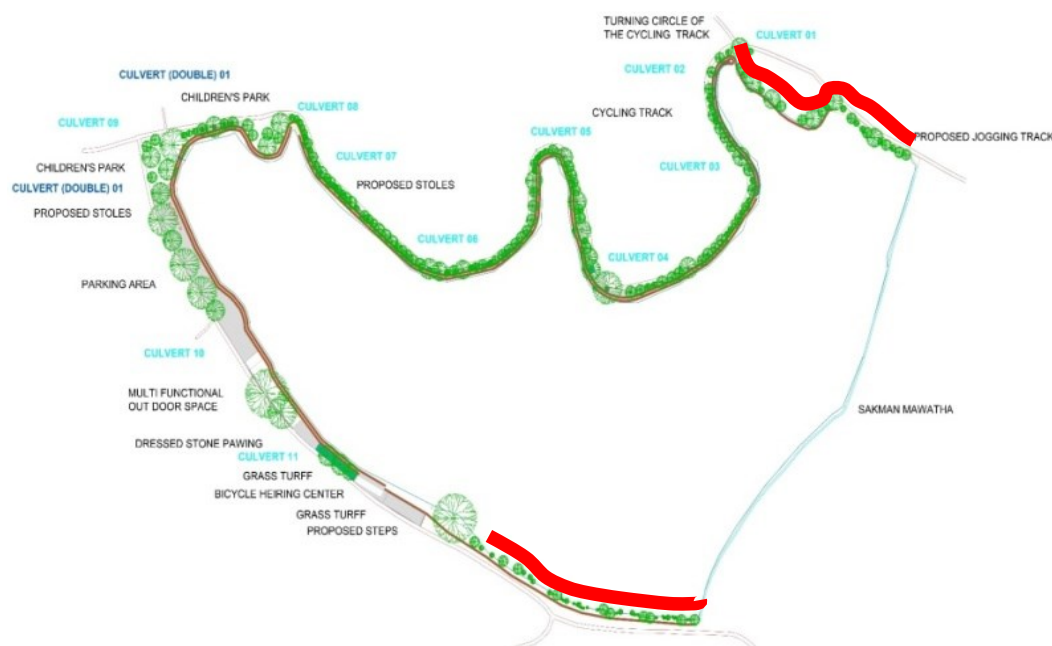 TURNING CIRCLE OF
THE CYCLING TRACK
CULVERT 01
CULVERT 02
CULVERT (DOUBLE) 01
CHILDREN'S PARK
CULVERT 08
CYCLING TRACK
CULVERT 09
CULVERT 05
PROPOSED JOGGING TRACK
CULVERT 07
CHILDREN'S PARK
CULVERT 03
PROPOSED STOLES
CULVERT (DOUBLE) 01
PROPOSED STOLES
CULVERT 06
CULVERT 04
PARKING AREA
CULVERT 10
MULTI FUNCTIONAL
OUT DOOR SPACE
SAKMAN MAWATHA
DRESSED STONE PAWING
CULVERT 11
GRASS TURFF
BICYCLE HEIRING CENTER
GRASS TURFF
PROPOSED STEPS